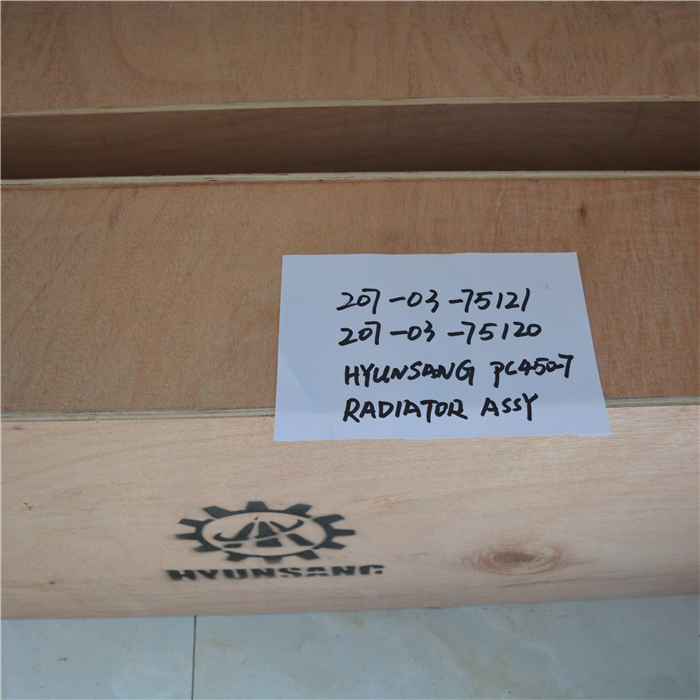 207-03-75121
207-03-75120
HYUNSANG PC450-7
RADIATOR ASSY
HYUNSANG